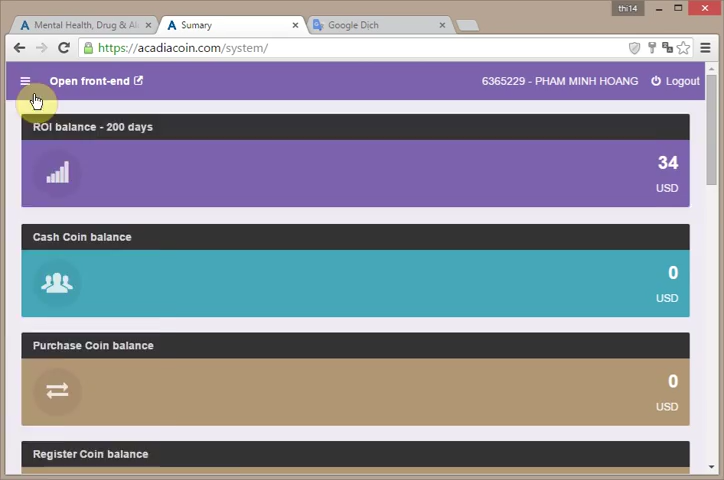 thi14
Mental Health, Drug & Al
Sumary
Google Dịch
https://acadiacoin.com/system/
Open front-end
6365229 - PHAM MINH HOANG
Logout
ROI balance - 200 days
34
USD
Cash Coin balance
0
USD
Purchase Coin balance
0
USD
Register Coin balance